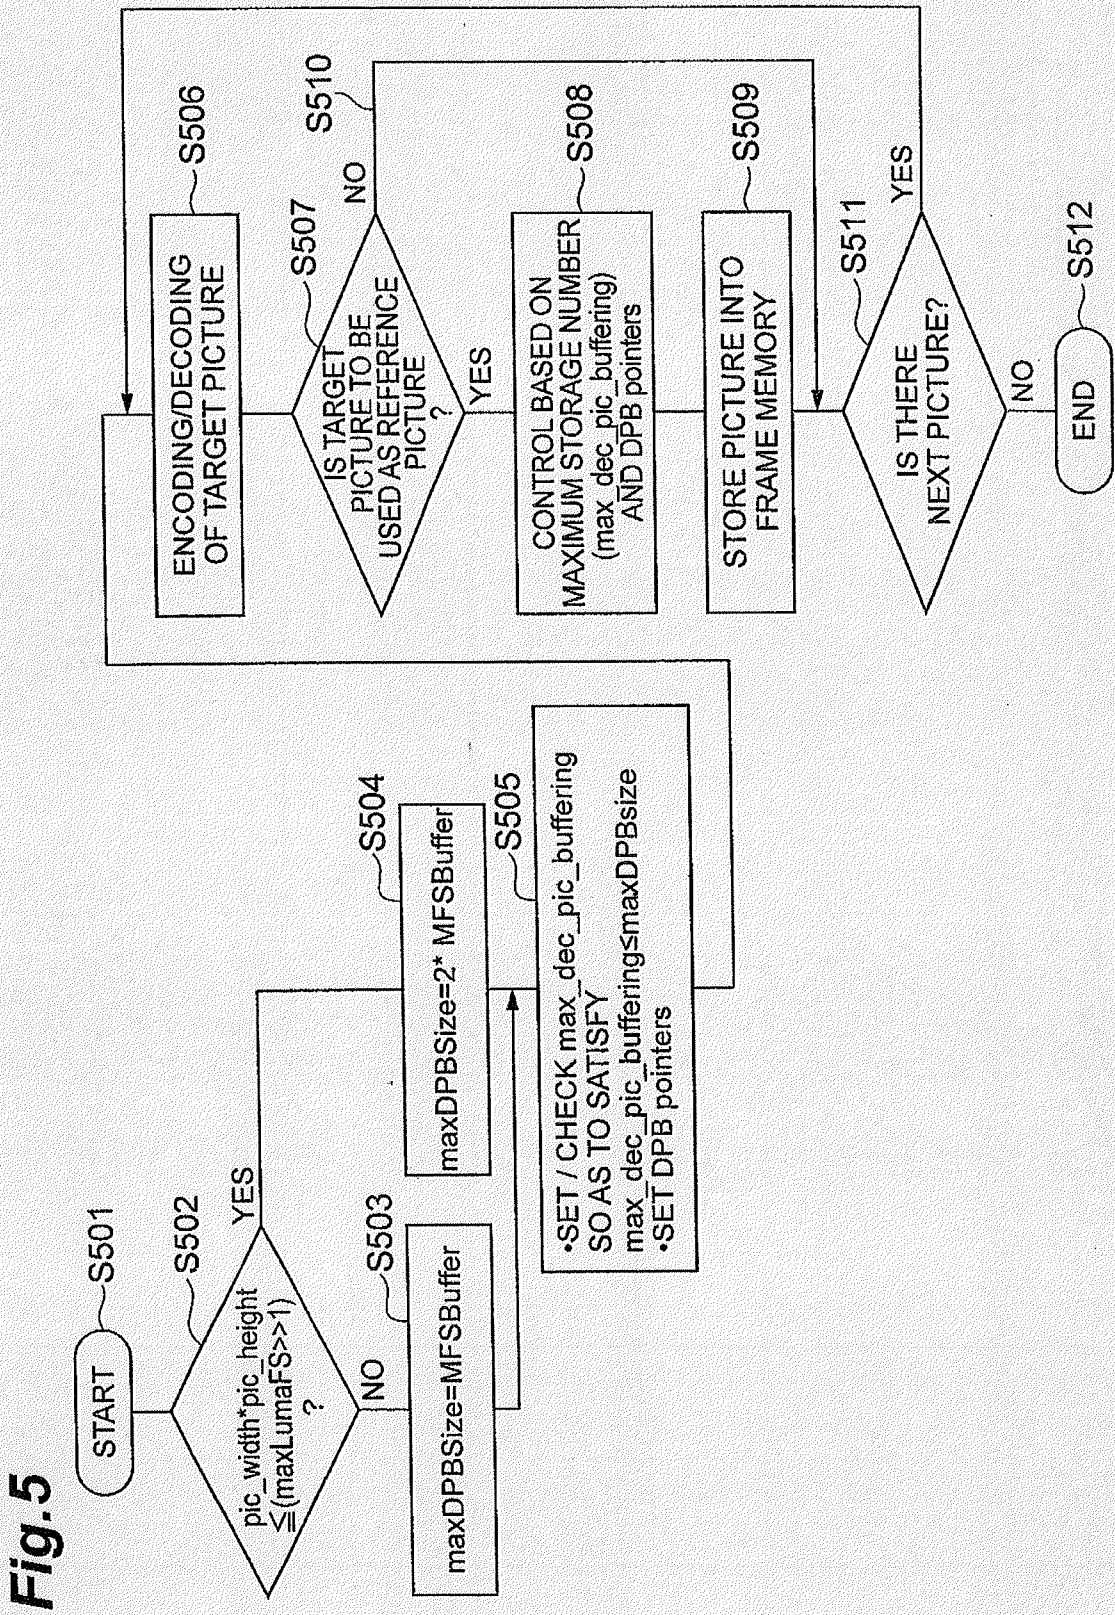 Fig.5
START
S501
pic_width*pic_height
≦(maxLumaFS>>1)
?
S502
YES
NO
maxDPBSize=MFSBuffer
S503
maxDPBSize=2* MFSBuffer
S504
•SET / CHECK max_dec_pic_buffering
SO AS TO SATISFY
max_dec_pic_buffering≤maxDPBsize
•SET DPB pointers
S505
ENCODING/DECODING
OF TARGET PICTURE
S506
IS TARGET
PICTURE TO BE
USED AS REFERENCE
PICTURE
?
S507
NO
S510
YES
CONTROL BASED ON
MAXIMUM STORAGE NUMBER
(max_dec_pic_buffering)
AND DPB pointers
S508
STORE PICTURE INTO
FRAME MEMORY
S509
IS THERE
NEXT PICTURE?
S511
YES
NO
END
S512